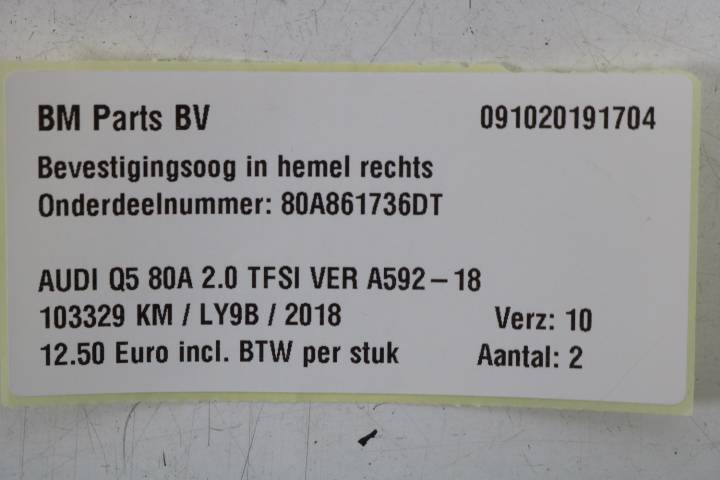 BM Parts BV 091020191704
Bevestigingsoog in hemel rechts
Onderdeelnummer: 80A861736DT
AUDI Q5 80A 2.0 TFSI VER A592-18
103329 KM / LY9B / 2018 Verz: 10
12.50 Euro incl. BTW per stuk Aantal: 2